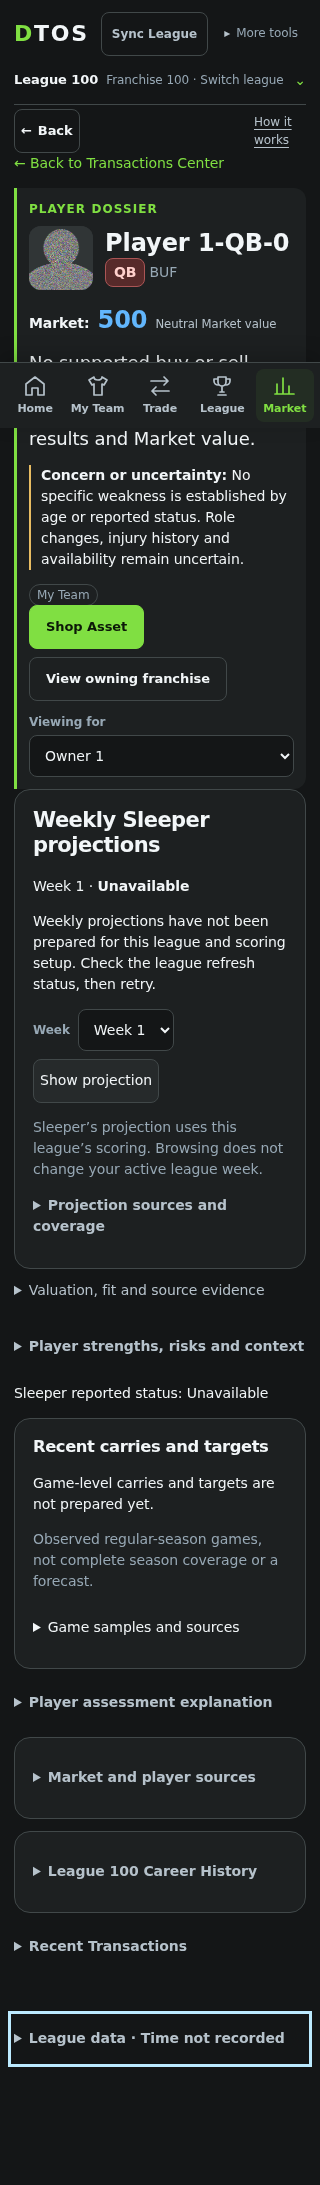 DTOS
Sync League
▸ More tools
League 100 Franchise 100 · Switch league
← Back
How it
works
← Back to Transactions Center
PLAYER DOSSIER
Player 1-QB-0
QB BUF
Market: 500 Neutral Market value
No supported buy or sell
Home
My Team
Trade
League
Market
results and Market value.
Concern or uncertainty: No
specific weakness is established by
age or reported status. Role
changes, injury history and
availability remain uncertain.
My Team
Shop Asset
View owning franchise
Viewing for
Owner 1
Weekly Sleeper
projections
Week 1 · Unavailable
Weekly projections have not been
prepared for this league and scoring
setup. Check the league refresh
status, then retry.
Week Week 1
Show projection
Sleeper’s projection uses this
league’s scoring. Browsing does not
change your active league week.
▸ Projection sources and
coverage
▸ Valuation, fit and source evidence
▸ Player strengths, risks and context
Sleeper reported status: Unavailable
Recent carries and targets
Game-level carries and targets are
not prepared yet.
Observed regular-season games,
not complete season coverage or a
forecast.
▸ Game samples and sources
▸ Player assessment explanation
▸ Market and player sources
▸ League 100 Career History
▸ Recent Transactions
▸ League data · Time not recorded